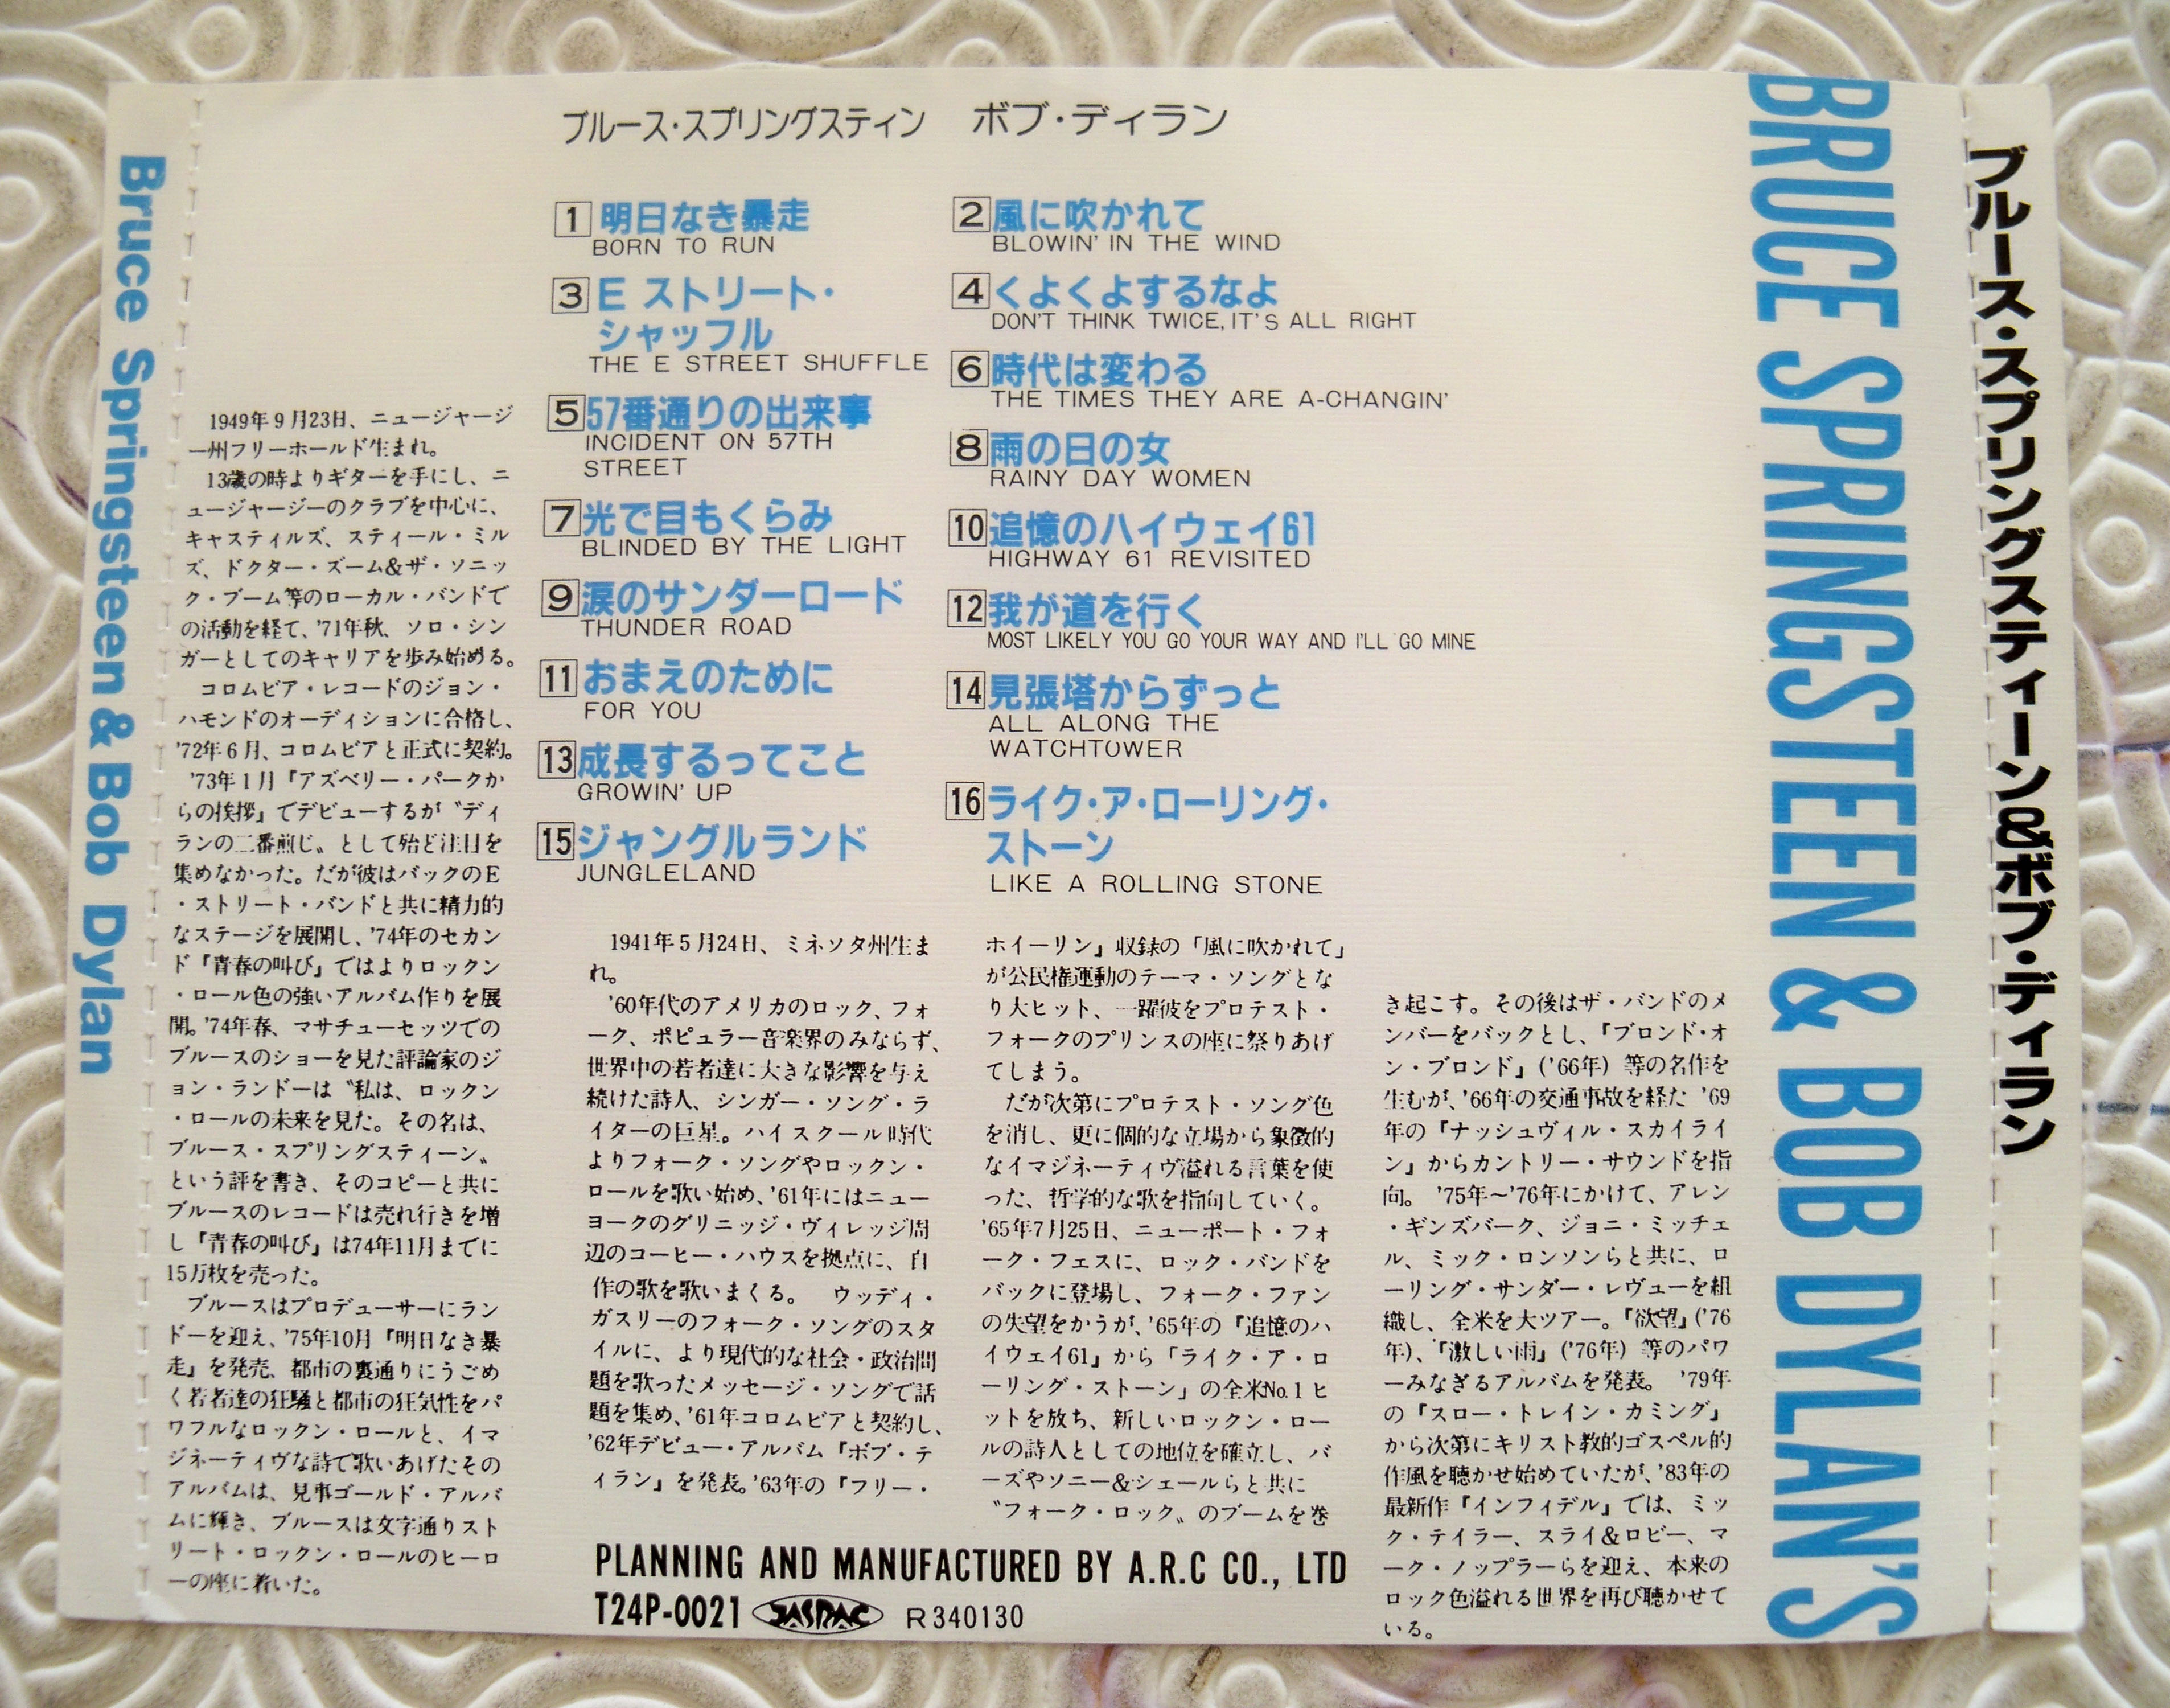 Bruce Springsteen & Bob Dylan
ブルース・スプリングスティン
1 明日なき暴走
BORN TO RUN
3 E ストリート・
シャッフル
THE E STREET SHUFFLE
5 57番通りの出来事
INCIDENT ON 57TH
STREET
7 光で目もくらみ
BLINDED BY THE LIGHT
9 涙のサンダーロード
THUNDER ROAD
11 おまえのために
FOR YOU
13 成長するってこと
GROWIN' UP
15 ジャングルランド
JUNGLELAND
ボブ・ディラン
2 風に吹かれて
BLOWIN' IN THE WIND
4 くよくよするなよ
DON'T THINK TWICE, IT'S ALL RIGHT
6 時代は変わる
THE TIMES THEY ARE A-CHANGIN'
8 雨の日の女
RAINY DAY WOMEN
10 追憶のハイウェイ61
HIGHWAY 61 REVISITED
12 我が道を行く
MOST LIKELY YOU GO YOUR WAY AND I'LL GO MINE
14 見張塔からずっと
ALL ALONG THE
WATCHTOWER
16 ライク・ア・ローリング・
ストーン
LIKE A ROLLING STONE
1949年9月23日、ニュージャージ
ー州フリーホールド生まれ。
13歳の時よりギターを手にし、ニ
ュージャージーのクラブを中心に、
キャスティルズ、スティール・ミル
ズ、ドクター・ズーム&ザ・ソニッ
ク・ブーム等のローカル・バンドで
の活動を経て、'71年秋、ソロ・シン
ガーとしてのキャリアを歩み始める。
コロムビア・レコードのジョン・
ハモンドのオーディションに合格し、
'72年6月、コロムビアと正式に契約。
'73年1月『アズベリー・パークか
らの挨拶』でデビューするが〝ディ
ランの二番煎じ〟として殆ど注目を
集めなかった。だが彼はバックのE
・ストリート・バンドと共に精力的
なステージを展開し、'74年のセカン
ド『青春の叫び』ではよりロックン
・ロール色の強いアルバム作りを展
開。'74年春、マサチューセッツでの
ブルースのショーを見た評論家のジ
ョン・ランドーは〝私は、ロックン
・ロールの未来を見た。その名は、
ブルース・スプリングスティーン〟
という評を書き、そのコピーと共に
ブルースのレコードは売れ行きを増
し『青春の叫び』は74年11月までに
15万枚を売った。
ブルースはプロデューサーにラン
ドーを迎え、'75年10月『明日なき暴
走』を発売、都市の裏通りにうごめ
く若者達の狂騒と都市の狂気性をパ
ワフルなロックン・ロールと、イマ
ジネーティヴな詩で歌いあげたその
アルバムは、見事ゴールド・アルバ
ムに輝き、ブルースは文字通りスト
リート・ロックン・ロールのヒーロ
ーの座に着いた。
1941年5月24日、ミネソタ州生ま
れ。
'60年代のアメリカのロック、フォ
ーク、ポピュラー音楽界のみならず、
世界中の若者達に大きな影響を与え
続けた詩人、シンガー・ソング・ラ
イターの巨星。ハイスクール時代
よりフォーク・ソングやロックン・
ロールを歌い始め、'61年にはニュー
ヨークのグリニッジ・ヴィレッジ周
辺のコーヒー・ハウスを拠点に、自
作の歌を歌いまくる。 ウッディ・
ガスリーのフォーク・ソングのスタ
イルに、より現代的な社会・政治問
題を歌ったメッセージ・ソングで話
題を集め、'61年コロムビアと契約し、
'62年デビュー・アルバム『ボブ・デ
ィラン』を発表。'63年の『フリー・
ホイーリン』収録の「風に吹かれて」
が公民権運動のテーマ・ソングとな
り大ヒット、一躍彼をプロテスト・
フォークのプリンスの座に祭りあげ
てしまう。
だが次第にプロテスト・ソング色
を消し、更に個的な立場から象徴的
なイマジネーティヴ溢れる言葉を使
った、哲学的な歌を指向していく。
'65年7月25日、ニューポート・フォ
ーク・フェスに、ロック・バンドを
バックに登場し、フォーク・ファン
の失望をかうが、'65年の『追憶のハ
イウェイ61』から「ライク・ア・ロ
ーリング・ストーン」の全米No.1ヒ
ットを放ち、新しいロックン・ロー
ルの詩人としての地位を確立し、バ
ーズやソニー&シェールらと共に
〝フォーク・ロック〟のブームを巻
き起こす。その後はザ・バンドのメ
ンバーをバックとし、『ブロンド・オ
ン・ブロンド』('66年) 等の名作を
生むが、'66年の交通事故を経た '69
年の『ナッシュヴィル・スカイライ
ン』からカントリー・サウンドを指
向。 '75年〜'76年にかけて、アレン
・ギンズバーク、ジョニ・ミッチェ
ル、ミック・ロンソンらと共に、ロ
ーリング・サンダー・レヴューを組
織し、全米を大ツアー。『欲望』('76
年)、『激しい雨』('76年) 等のパワ
ーみなぎるアルバムを発表。 '79年
の『スロー・トレイン・カミング』
から次第にキリスト教的ゴスペル的
作風を聴かせ始めていたが、'83年の
最新作『インフィデル』では、ミッ
ク・テイラー、スライ&ロビー、マ
ーク・ノップラーらを迎え、本来の
ロック色溢れる世界を再び聴かせて
いる。
PLANNING AND MANUFACTURED BY A.R.C CO., LTD
T24P-0021 JASRAC R340130
BRUCE SPRINGSTEEN & BOB DYLAN'S
ブルース・スプリングスティーン&ボブ・ディラン